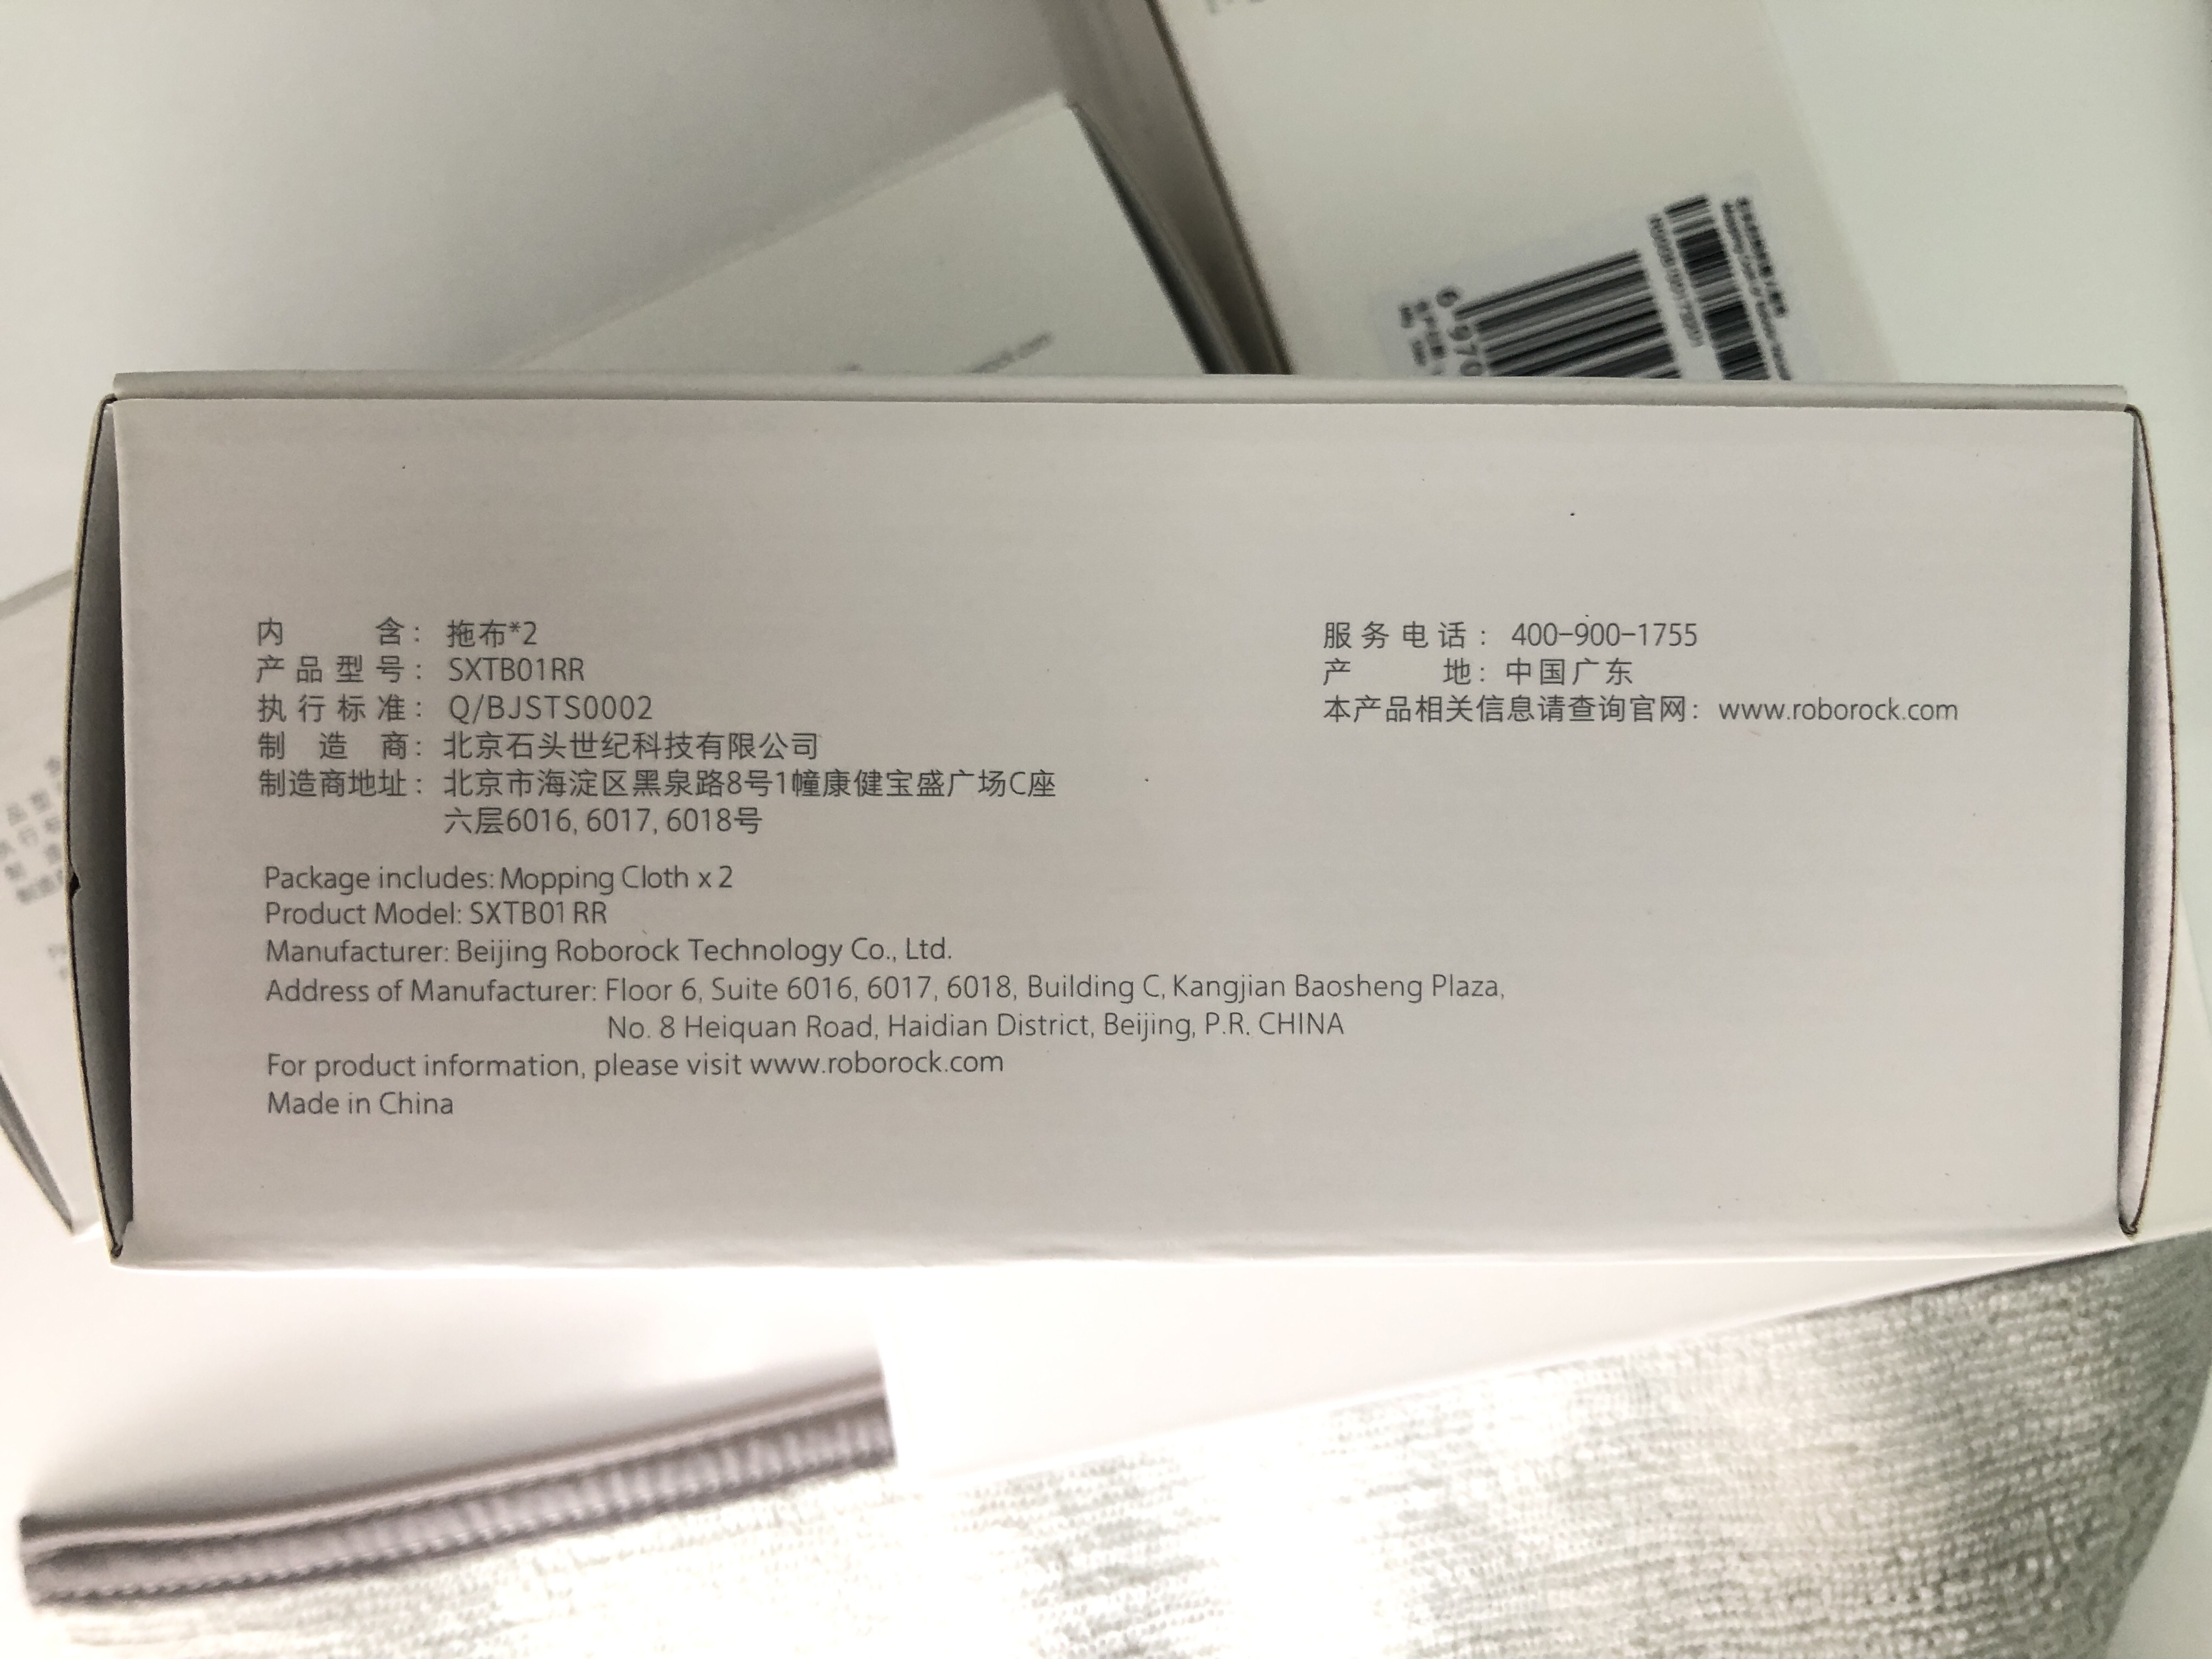 内含：拖布*2
产品型号：SXTB01RR
执行标准：Q/BJSTS0002
制造商：北京石头世纪科技有限公司
制造商地址：北京市海淀区黑泉路8号1幢康健宝盛广场C座
六层6016, 6017, 6018号
服务电话：400-900-1755
产地：中国广东
本产品相关信息请查询官网：www.roborock.com
Package includes: Mopping Cloth x 2
Product Model: SXTB01RR
Manufacturer: Beijing Roborock Technology Co., Ltd.
Address of Manufacturer: Floor 6, Suite 6016, 6017, 6018, Building C, Kangjian Baosheng Plaza,
No. 8 Heiquan Road, Haidian District, Beijing, P.R. CHINA
For product information, please visit www.roborock.com
Made in China
6 970